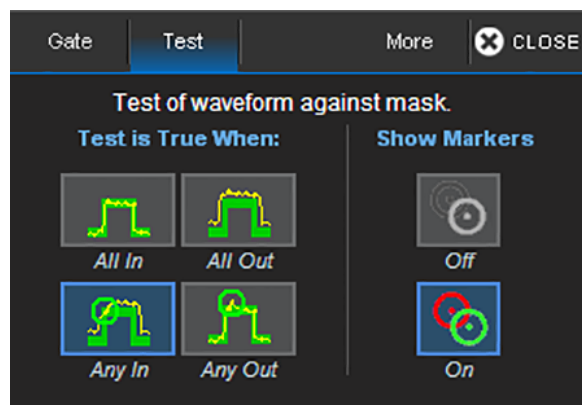 Gate Test More CLOSE
Test of waveform against mask.
Test is True When: Show Markers
All In All Out Off
Any In Any Out On